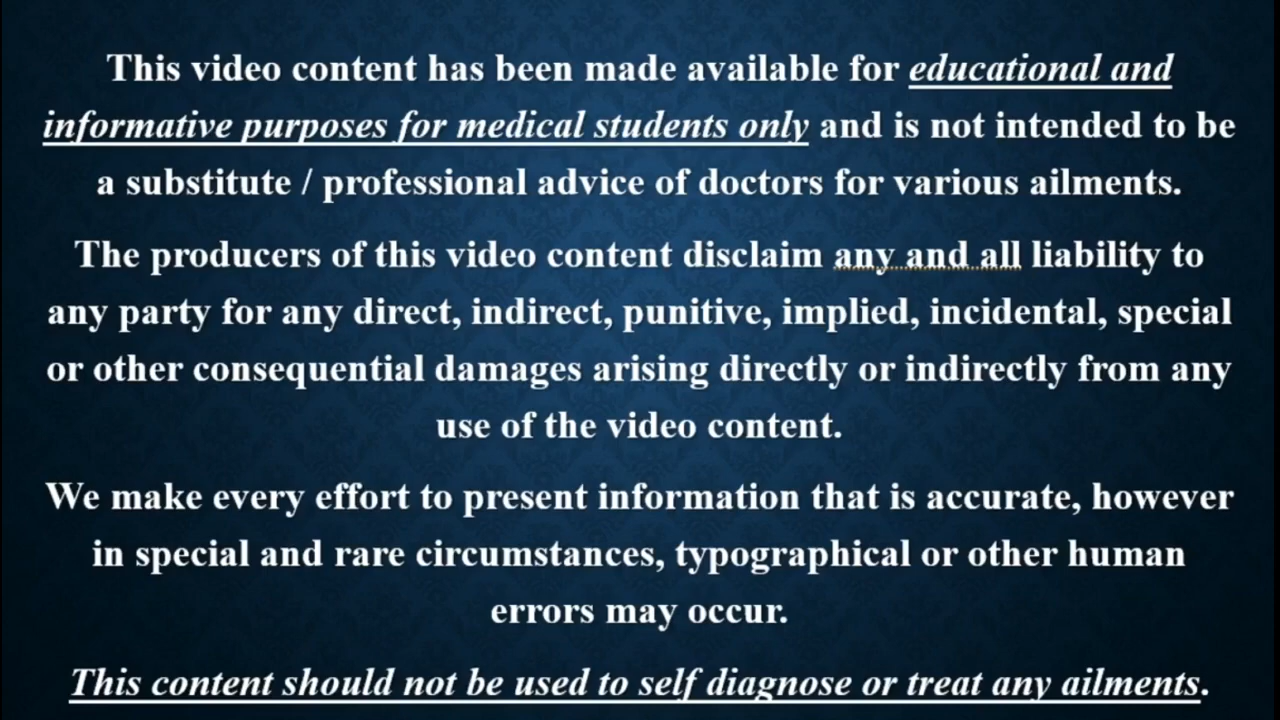 This video content has been made available for educational and
informative purposes for medical students only and is not intended to be
a substitute / professional advice of doctors for various ailments.
The producers of this video content disclaim any and all liability to
any party for any direct, indirect, punitive, implied, incidental, special
or other consequential damages arising directly or indirectly from any
use of the video content.
We make every effort to present information that is accurate, however
in special and rare circumstances, typographical or other human
errors may occur.
This content should not be used to self diagnose or treat any ailments.